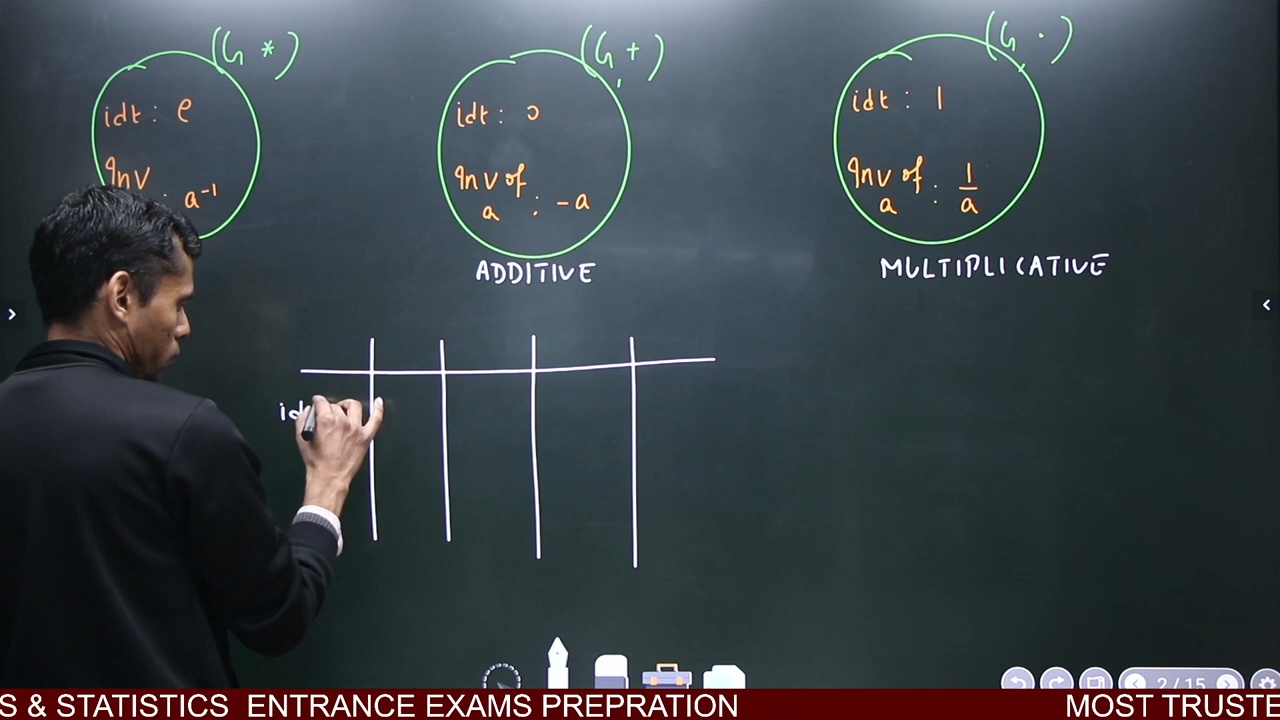 (G *)
idt : e
Inv
: a⁻¹
(G, +)
idt : 0
Inv of
a : -a
ADDITIVE
(G, ·)
idt : 1
Inv of
a : 1/a
MULTIPLICATIVE
id
2/15
S & STATISTICS ENTRANCE EXAMS PREPRATION MOST TRUSTE